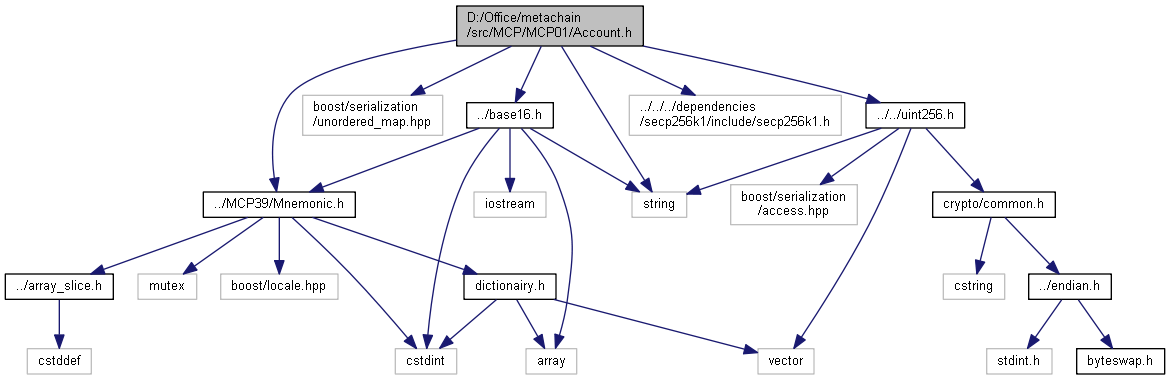 D:/Office/metachain
/src/MCP/MCP01/Account.h
boost/serialization
/unordered_map.hpp
../base16.h
../../../dependencies
/secp256k1/include/secp256k1.h
../../uint256.h
../MCP39/Mnemonic.h
iostream
string
boost/serialization
/access.hpp
crypto/common.h
../array_slice.h
mutex
boost/locale.hpp
dictionairy.h
cstring
../endian.h
cstddef
cstdint
array
vector
stdint.h
byteswap.h